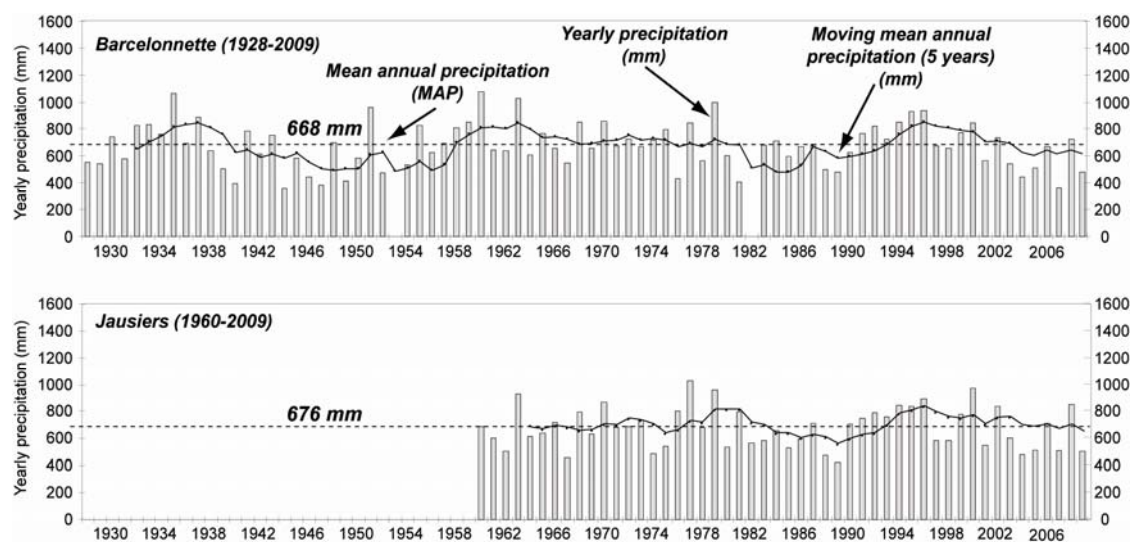 Yearly precipitation (mm)
1600 1400 1200 1000 800 600 400 200 0
Barcelonnette (1928-2009)
Mean annual precipitation
(MAP)
Yearly precipitation
(mm)
Moving mean annual
precipitation (5 years)
(mm)
668 mm
1600 1400 1200 1000 800 600 400 200 0
1930 1934 1938 1942 1946 1950 1954 1958 1962 1966 1970 1974 1978 1982 1986 1990 1994 1998 2002 2006
Yearly precipitation (mm)
1600 1400 1200 1000 800 600 400 200 0
Jausiers (1960-2009)
676 mm
1600 1400 1200 1000 800 600 400 200 0
1930 1934 1938 1942 1946 1950 1954 1958 1962 1966 1970 1974 1978 1982 1986 1990 1994 1998 2002 2006